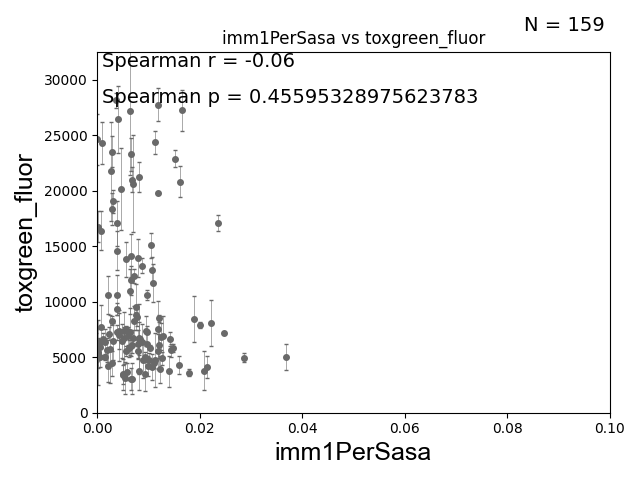 N = 159
imm1PerSasa vs toxgreen_fluor
Spearman r = -0.06
Spearman p = 0.45595328975623783
toxgreen_fluor
30000
25000
20000
15000
10000
5000
0
0.00 0.02 0.04 0.06 0.08 0.10
imm1PerSasa